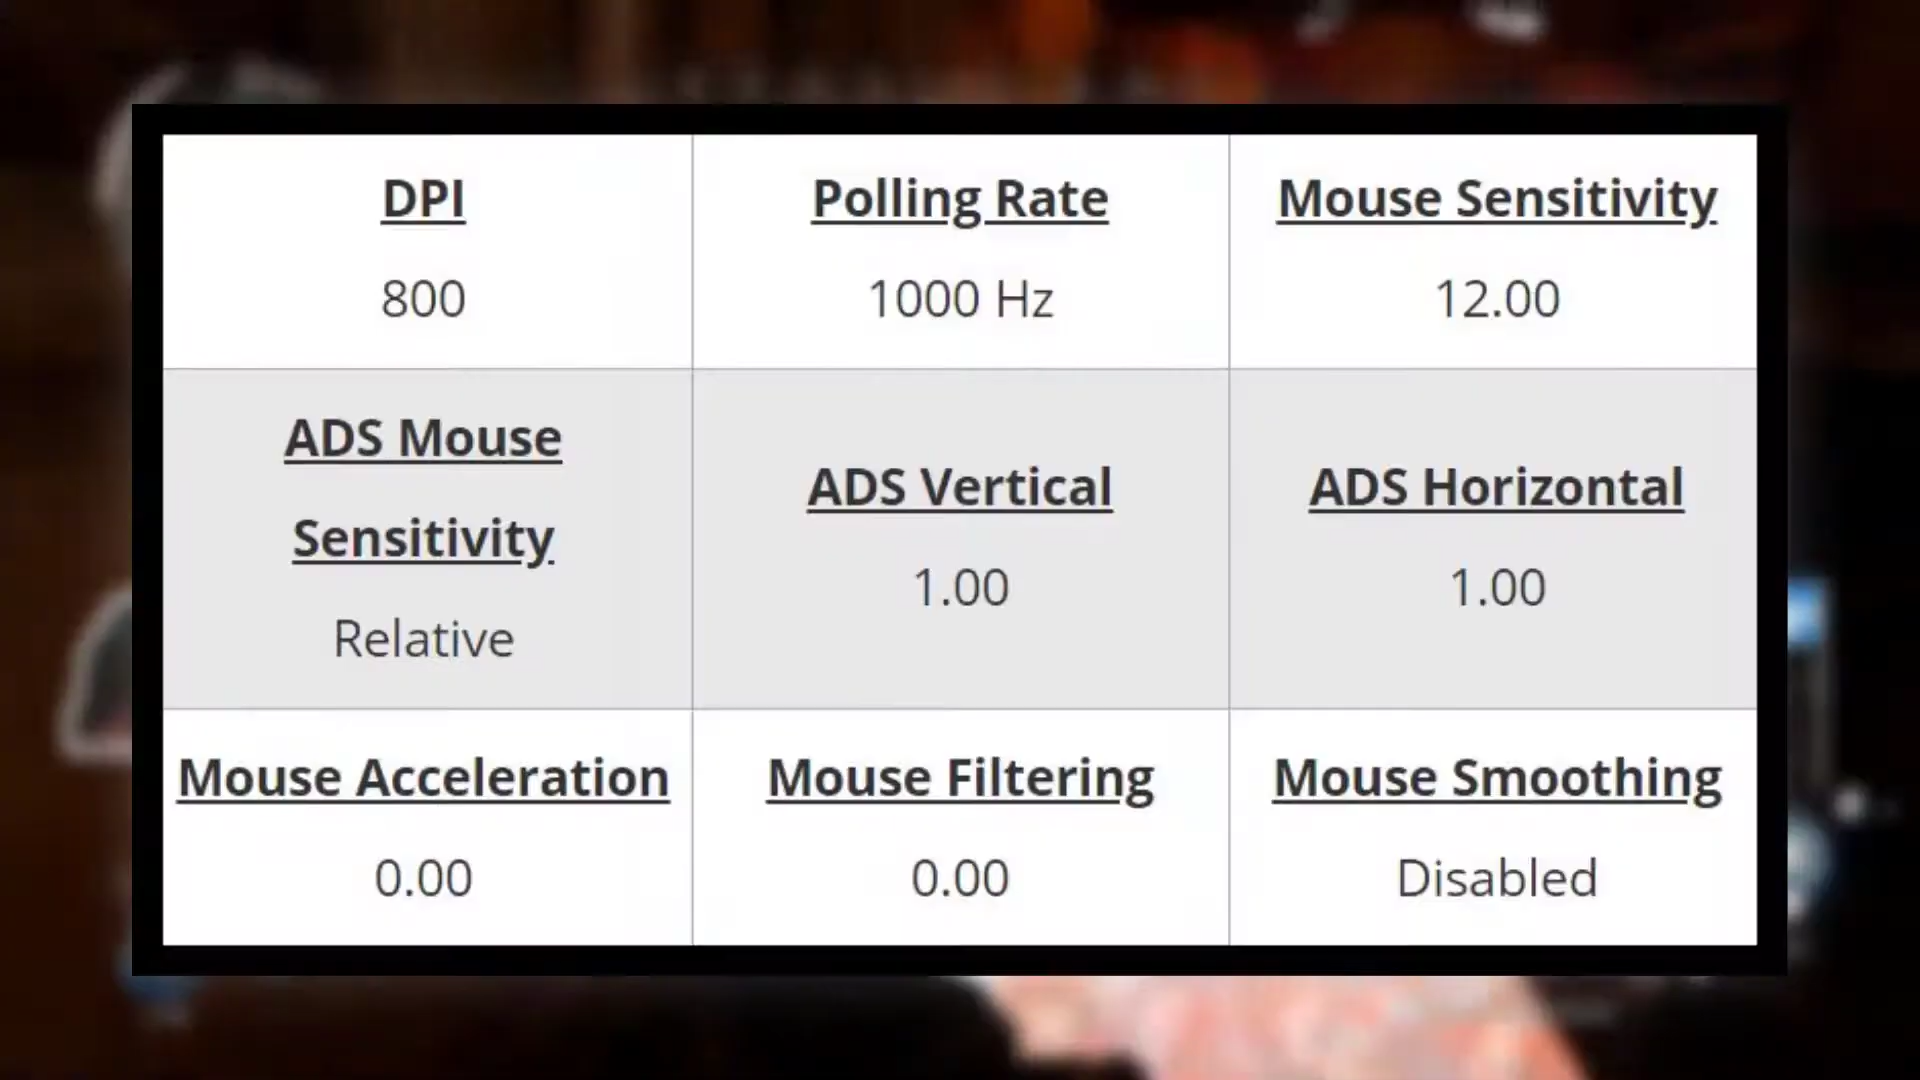 DPI
800
Polling Rate
1000 Hz
Mouse Sensitivity
12.00
ADS Mouse
Sensitivity
Relative
ADS Vertical
1.00
ADS Horizontal
1.00
Mouse Acceleration
0.00
Mouse Filtering
0.00
Mouse Smoothing
Disabled